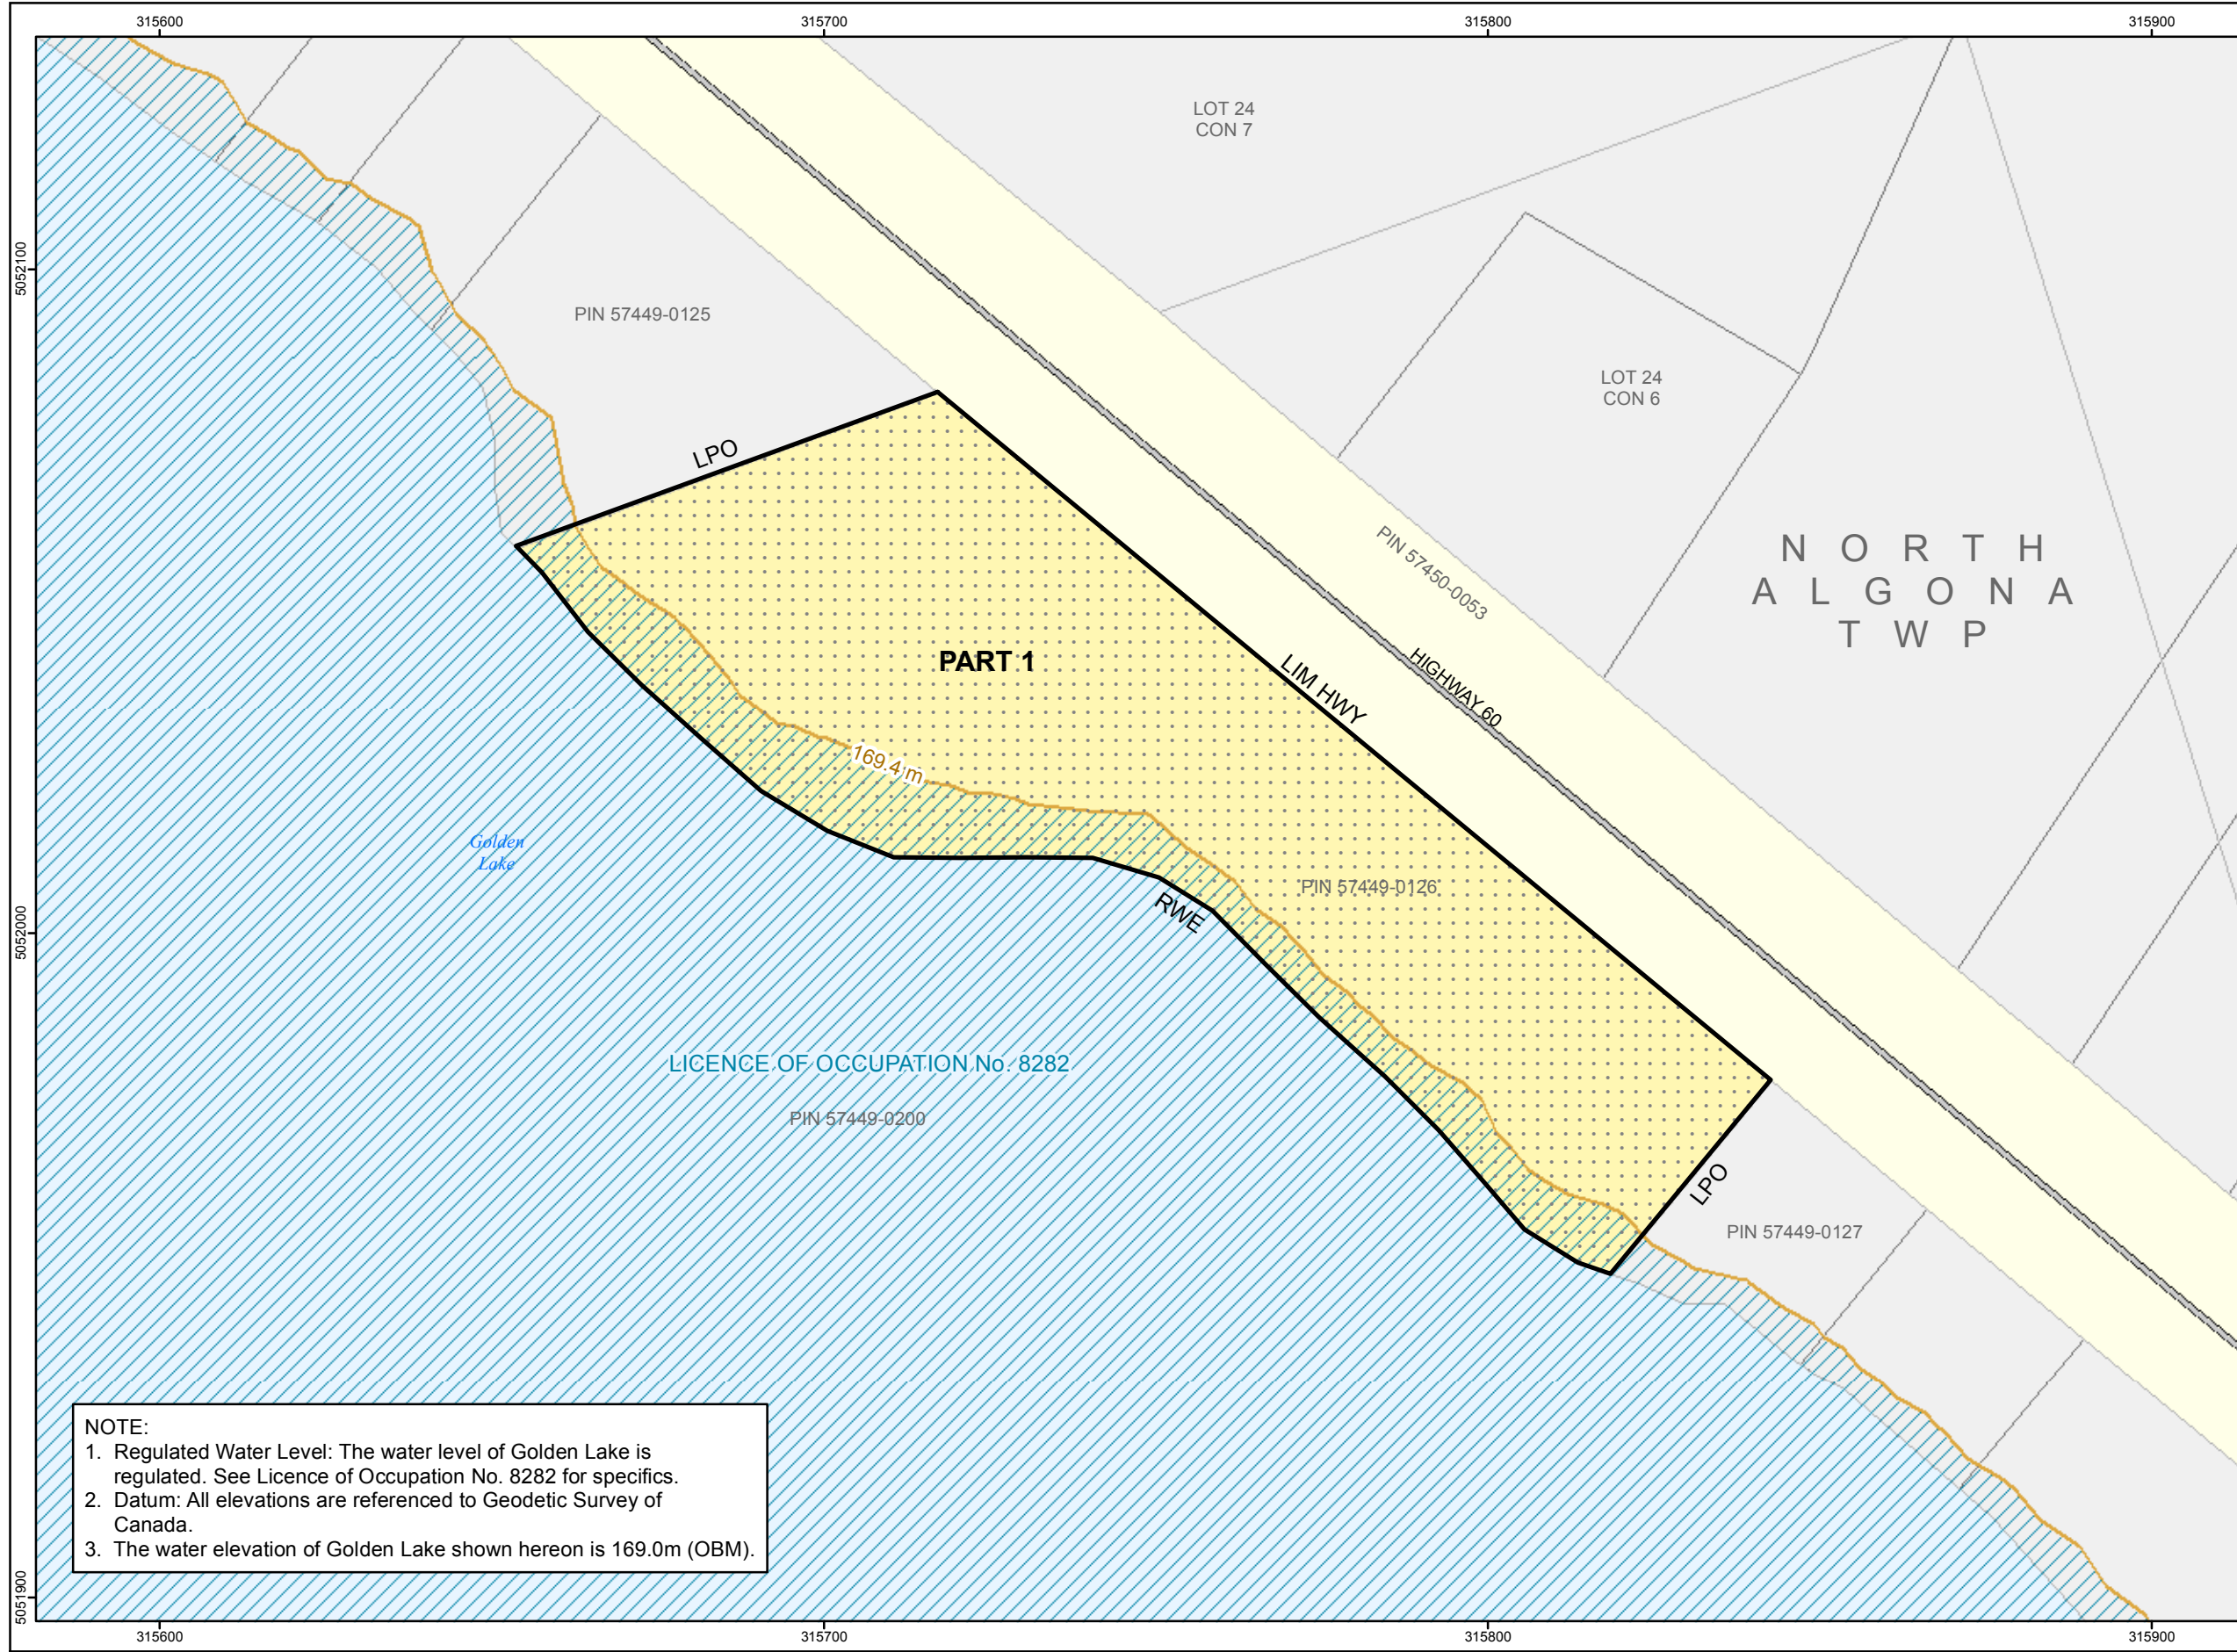 315600
315700
315800
315900
LOT 24
CON 7
5052100
PIN 57449-0125
LOT 24
CON 6
LPO
PIN 57450-0053
NORTH
ALGONA
TWP
PART 1
LIM HWY
HIGHWAY 60
169.4 m
Golden
Lake
PIN 57449-0126
RWE
5052000
LICENCE OF OCCUPATION No. 8282
PIN 57449-0200
LPO
PIN 57449-0127
NOTE:
1. Regulated Water Level: The water level of Golden Lake is
regulated. See Licence of Occupation No. 8282 for specifics.
2. Datum: All elevations are referenced to Geodetic Survey of
Canada.
3. The water elevation of Golden Lake shown hereon is 169.0m (OBM).
5051900
315600
315700
315800
315900